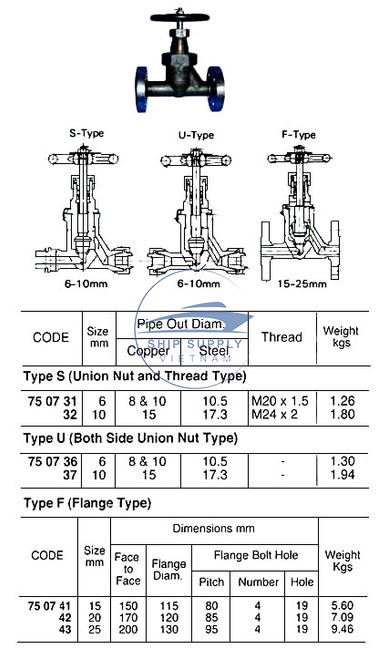 S-Type U-Type F-Type
6-10mm 6-10mm 15-25mm
CODE Size mm Pipe Out Diam. Copper Steel Thread Weight kgs
SHIP SUPPLY
VIETNAM
Type S (Union Nut and Thread Type)
75 07 31 6 8 & 10 10.5 M20 x 1.5 1.26
32 10 15 17.3 M24 x 2 1.80
Type U (Both Side Union Nut Type)
75 07 36 6 8 & 10 10.5 - 1.30
37 10 15 17.3 - 1.94
Type F (Flange Type)
CODE Size mm Dimensions mm Weight Kgs
Face to Face Flange Diam. Flange Bolt Hole
Pitch Number Hole
75 07 41 15 150 115 80 4 19 5.60
42 20 170 120 85 4 19 7.09
43 25 200 130 95 4 19 9.46